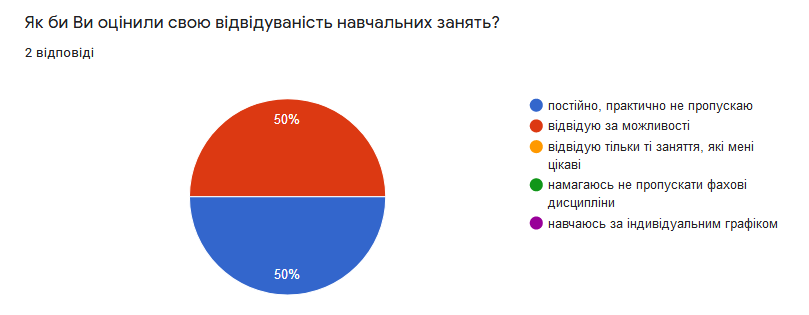 Як би Ви оцінили свою відвідуваність навчальних занять?
2 відповіді
50%
50%
постійно, практично не пропускаю
відвідую за можливості
відвідую тільки ті заняття, які мені
цікаві
намагаюсь не пропускати фахові
дисципліни
навчаюсь за індивідуальним графіком